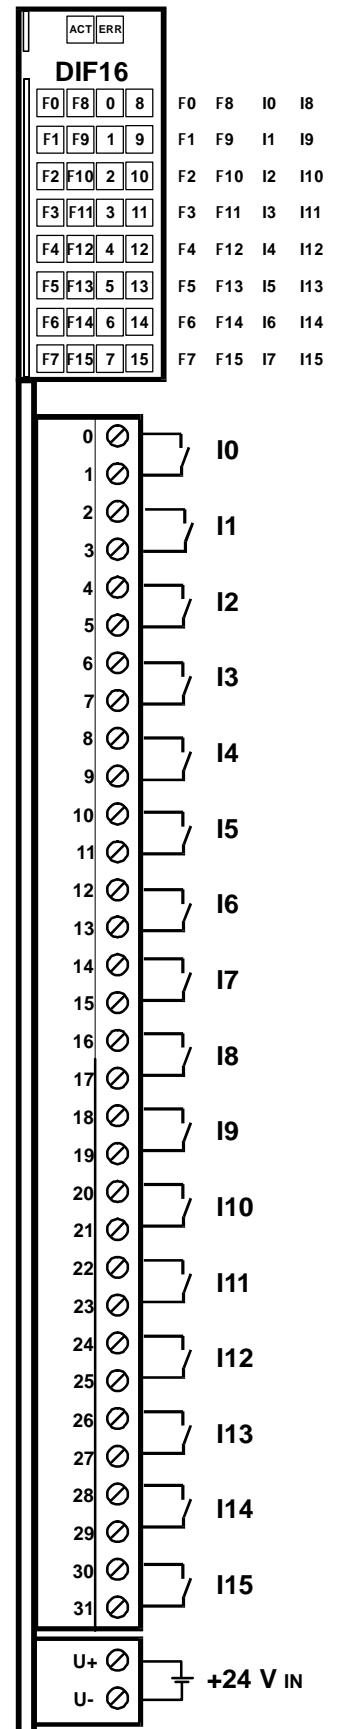 ACT ERR
DIF16
F0 F8 0 8 F0 F8 I0 I8
F1 F9 1 9 F1 F9 I1 I9
F2 F10 2 10 F2 F10 I2 I10
F3 F11 3 11 F3 F11 I3 I11
F4 F12 4 12 F4 F12 I4 I12
F5 F13 5 13 F5 F13 I5 I13
F6 F14 6 14 F6 F14 I6 I14
F7 F15 7 15 F7 F15 I7 I15
0
I0
1
2
I1
3
4
I2
5
6
I3
7
8
I4
9
10
I5
11
12
I6
13
14
I7
15
16
I8
17
18
I9
19
20
I10
21
22
I11
23
24
I12
25
26
I13
27
28
I14
29
30
I15
31
U+
+24 V IN
U-